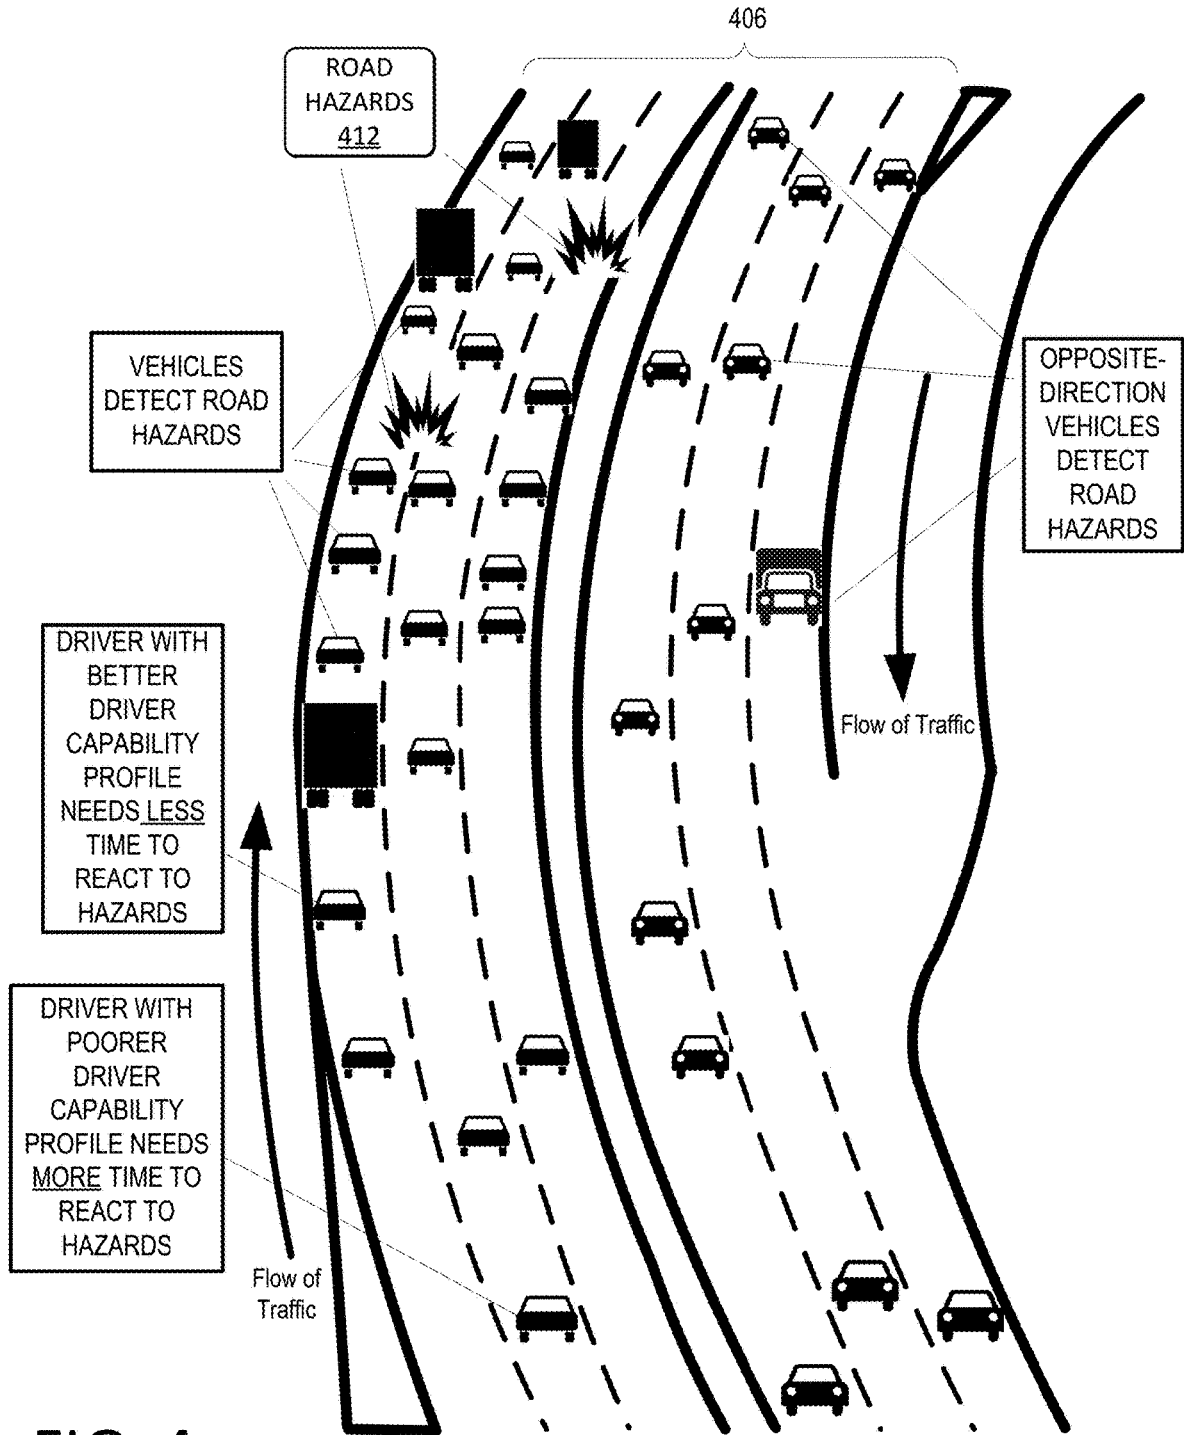 406
ROAD
HAZARDS
412
VEHICLES
DETECT ROAD
HAZARDS
OPPOSITE-
DIRECTION
VEHICLES
DETECT
ROAD
HAZARDS
DRIVER WITH
BETTER
DRIVER
CAPABILITY
PROFILE
NEEDS LESS
TIME TO
REACT TO
HAZARDS
Flow of Traffic
DRIVER WITH
POORER
DRIVER
CAPABILITY
PROFILE NEEDS
MORE TIME TO
REACT TO
HAZARDS
Flow of
Traffic